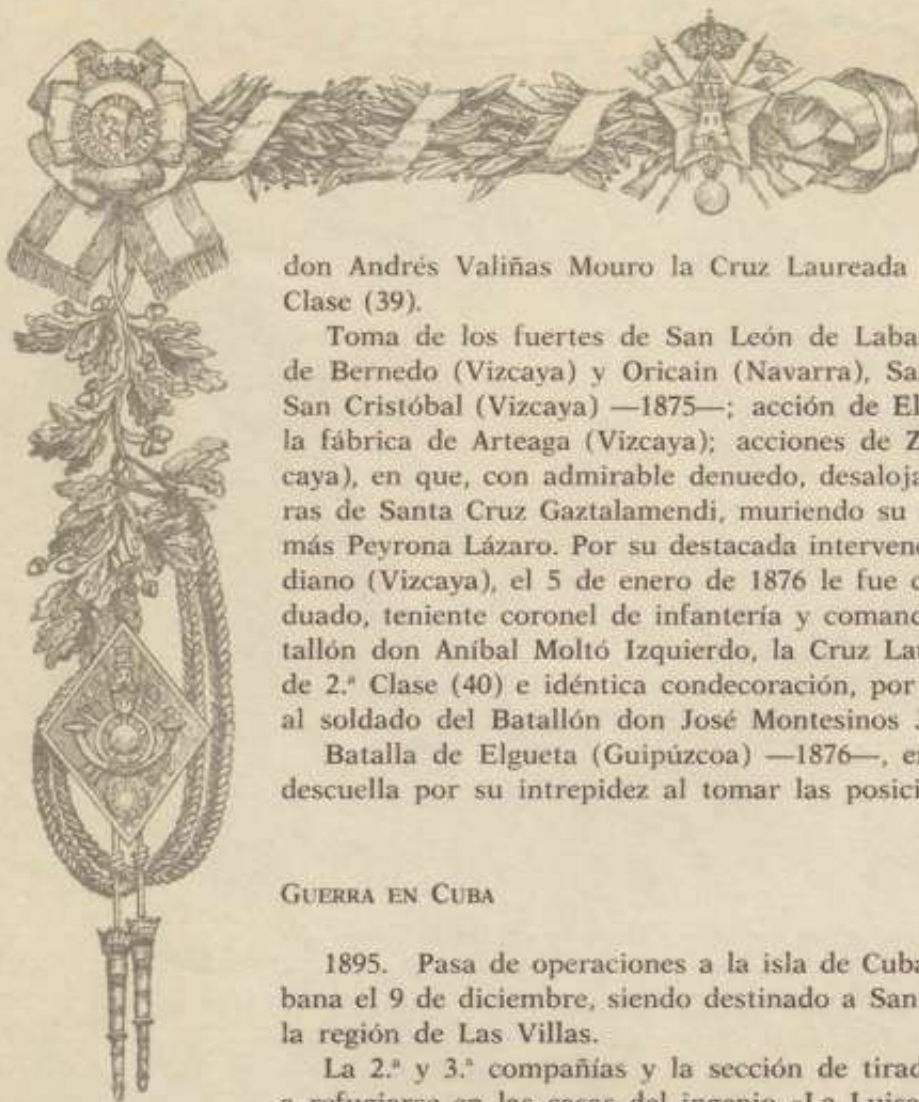 don Andrés Valiñas Mouro la Cruz Laureada
Clase (39).
Toma de los fuertes de San León de Laba
de Bernedo (Vizcaya) y Oricain (Navarra), Sa
San Cristóbal (Vizcaya) —1875—; acción de El
la fábrica de Arteaga (Vizcaya); acciones de Z
caya), en que, con admirable denuedo, desaloja
ras de Santa Cruz Gaztalamendi, muriendo su
más Peyrona Lázaro. Por su destacada interven
diano (Vizcaya), el 5 de enero de 1876 le fue
duado, teniente coronel de infantería y coman
tallón don Aníbal Moltó Izquierdo, la Cruz La
de 2.ª Clase (40) e idéntica condecoración, por
al soldado del Batallón don José Montesinos
Batalla de Elgueta (Guipúzcoa) —1876—, e
descuella por su intrepidez al tomar las posici
GUERRA EN CUBA
1895. Pasa de operaciones a la isla de Cuba
bana el 9 de diciembre, siendo destinado a San
la región de Las Villas.
La 2.ª y 3.ª compañías y la sección de tirad